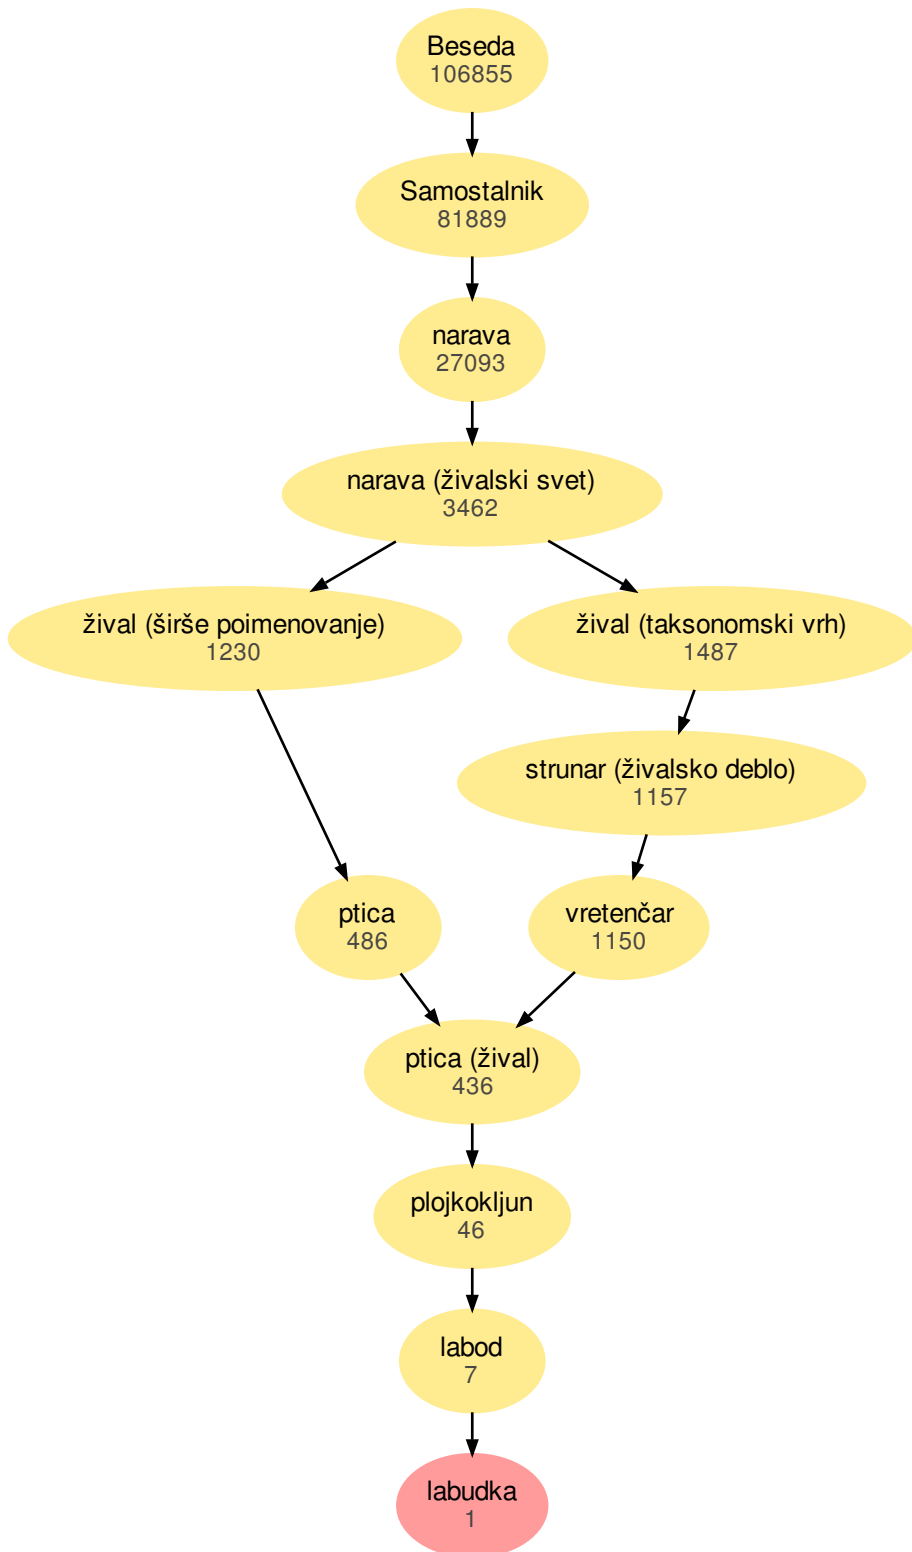 Beseda
106855
Samostalnik
81889
narava
27093
narava (živalski svet)
3462
žival (širše poimenovanje)
1230
žival (taksonomski vrh)
1487
strunar (živalsko deblo)
1157
ptica
486
vretenčar
1150
ptica (žival)
436
plojkokljun
46
labod
7
labudka
1